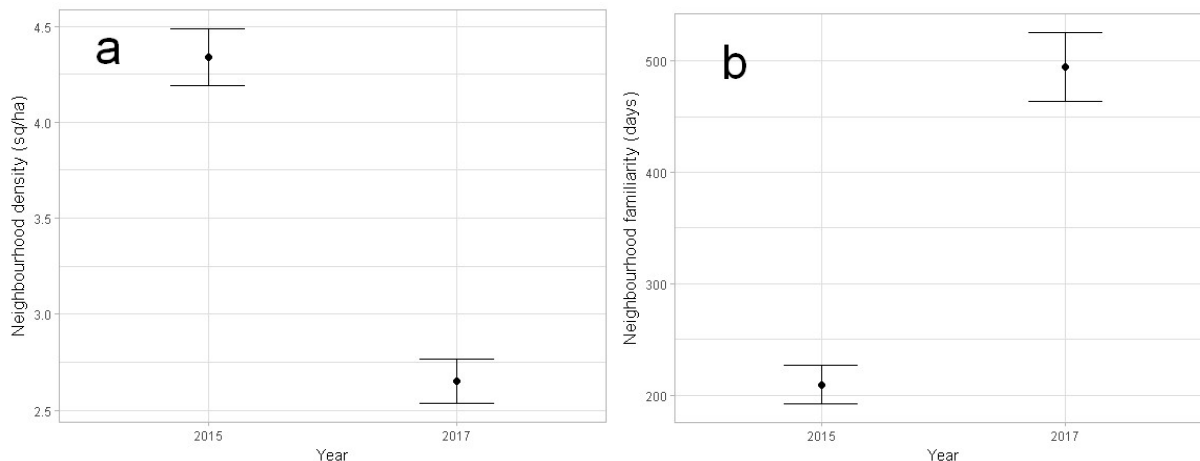 a
Neighbourhood density (sq/ha)
4.5
4.0
3.5
3.0
2.5
2015
2017
Year
b
Neighbourhood familiarity (days)
500
400
300
200
2015
2017
Year